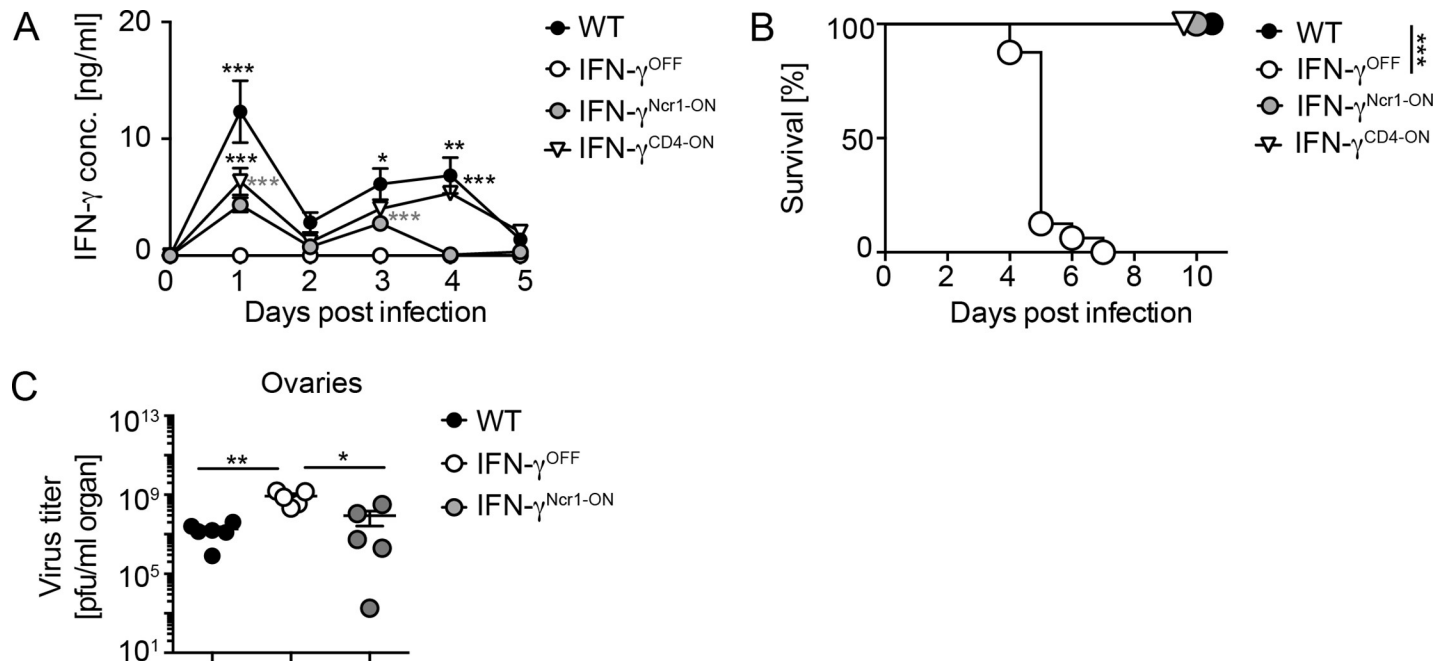 A
IFN-γ conc. [ng/ml]
20
10
0
***
***
***
*
***
**
***
0 1 2 3 4 5
Days post infection
WT
IFN-γOFF
IFN-γNcr1-ON
IFN-γCD4-ON
B
Survival [%]
100
50
0
0 2 4 6 8 10
Days post infection
WT
IFN-γOFF
IFN-γNcr1-ON
IFN-γCD4-ON
***
C
Ovaries
Virus titer
[pfu/ml organ]
10^13
10^9
10^5
10^1
** *
WT
IFN-γOFF
IFN-γNcr1-ON